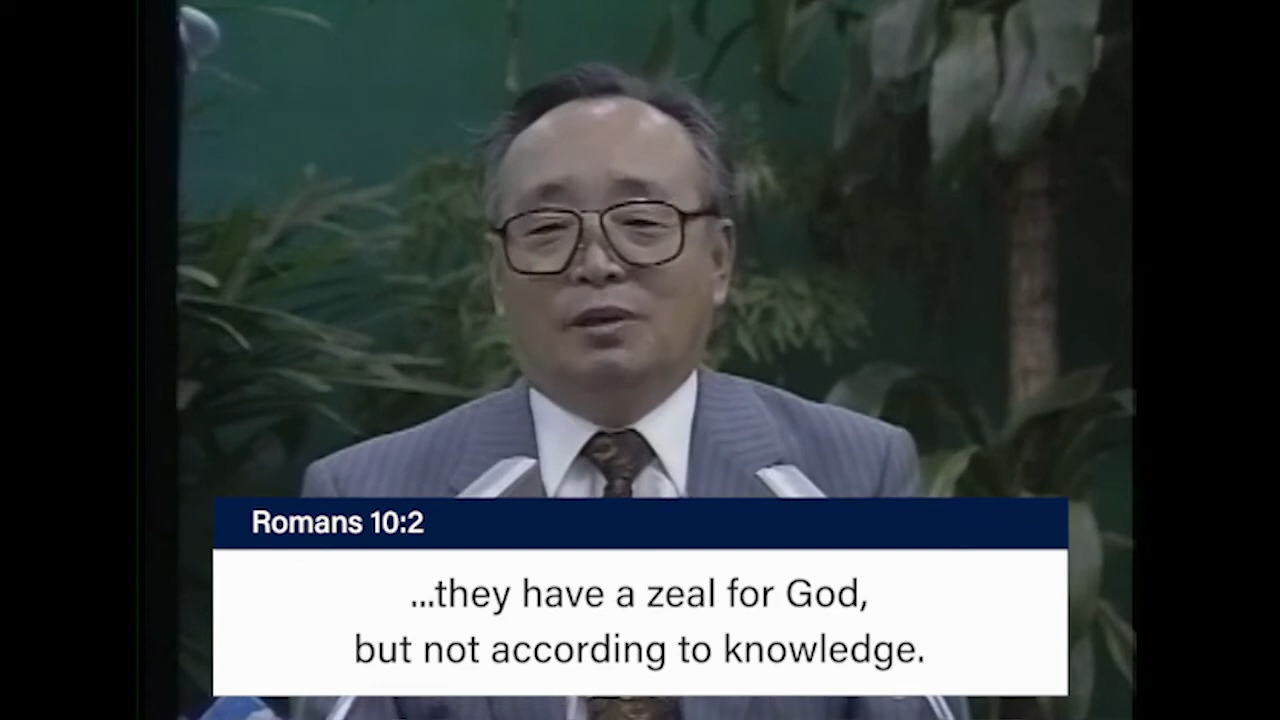 Romans 10:2
...they have a zeal for God,
but not according to knowledge.